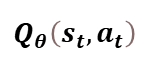 Q_θ(s_t, a_t)